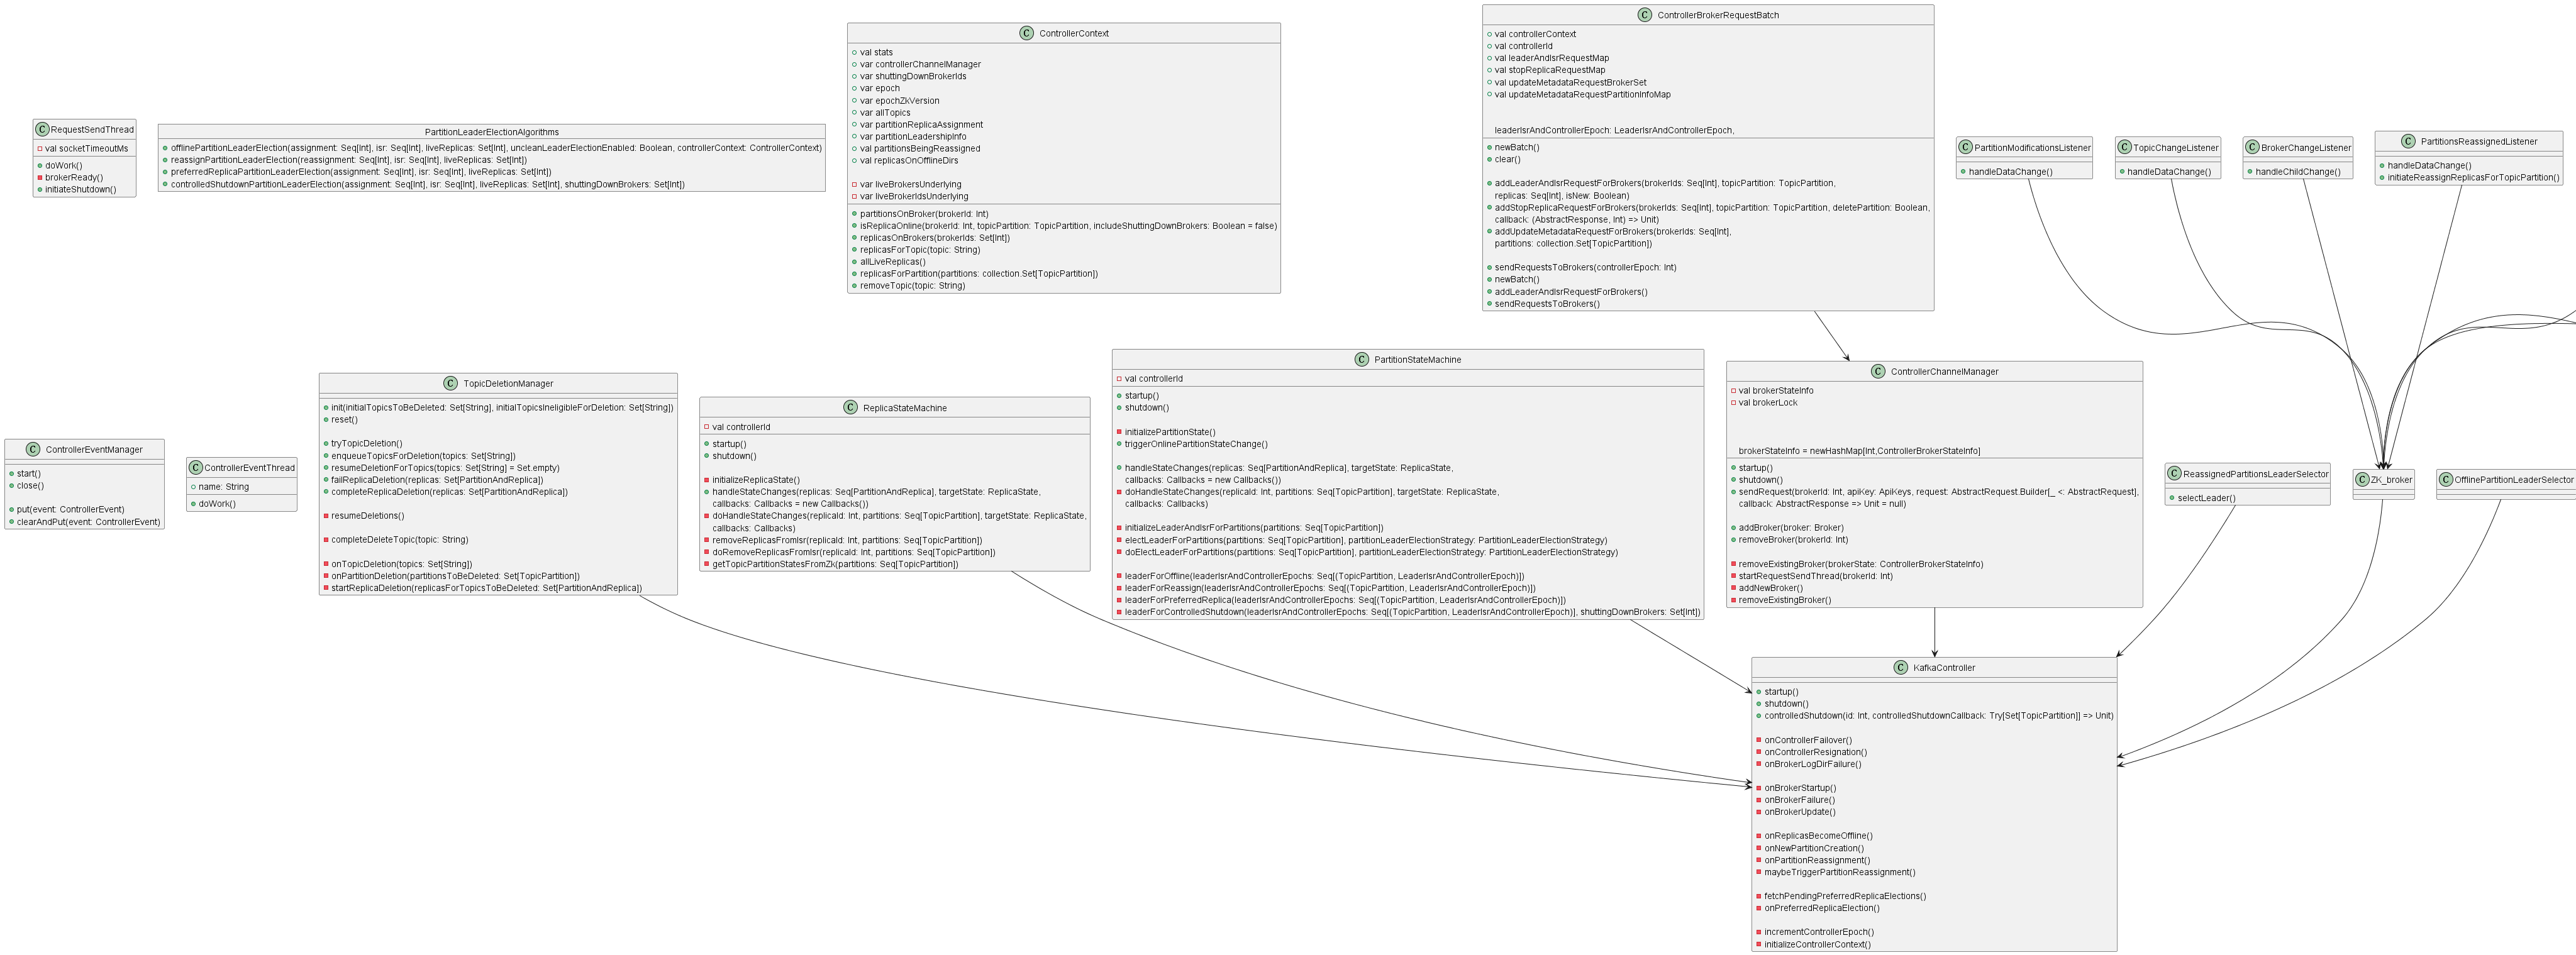 C RequestSendThread
val socketTimeoutMs
doWork()
brokerReady()
initiateShutdown()
PartitionLeaderElectionAlgorithms
offlinePartitionLeaderElection(assignment: Seq[Int], isr: Seq[Int], liveReplicas: Set[Int], uncleanLeaderElectionEnabled: Boolean, controllerContext: ControllerContext)
reassignPartitionLeaderElection(reassignment: Seq[Int], isr: Seq[Int], liveReplicas: Set[Int])
preferredReplicaPartitionLeaderElection(assignment: Seq[Int], isr: Seq[Int], liveReplicas: Set[Int])
controlledShutdownPartitionLeaderElection(assignment: Seq[Int], isr: Seq[Int], liveReplicas: Set[Int], shuttingDownBrokers: Set[Int])
C ControllerContext
val stats
var controllerChannelManager
var shuttingDownBrokerIds
var epoch
var epochZkVersion
var allTopics
var partitionReplicaAssignment
var partitionLeadershipInfo
val partitionsBeingReassigned
val replicasOnOfflineDirs
var liveBrokersUnderlying
var liveBrokerIdsUnderlying
partitionsOnBroker(brokerId: Int)
isReplicaOnline(brokerId: Int, topicPartition: TopicPartition, includeShuttingDownBrokers: Boolean = false)
replicasOnBrokers(brokerIds: Set[Int])
replicasForTopic(topic: String)
allLiveReplicas()
replicasForPartition(partitions: collection.Set[TopicPartition])
removeTopic(topic: String)
C ControllerBrokerRequestBatch
val controllerContext
val controllerId
val leaderAndIsrRequestMap
val stopReplicaRequestMap
val updateMetadataRequestBrokerSet
val updateMetadataRequestPartitionInfoMap
leaderIsrAndControllerEpoch: LeaderIsrAndControllerEpoch,
newBatch()
clear()
addLeaderAndIsrRequestForBrokers(brokerIds: Seq[Int], topicPartition: TopicPartition,
replicas: Seq[Int], isNew: Boolean)
addStopReplicaRequestForBrokers(brokerIds: Seq[Int], topicPartition: TopicPartition, deletePartition: Boolean,
callback: (AbstractResponse, Int) => Unit)
addUpdateMetadataRequestForBrokers(brokerIds: Seq[Int],
partitions: collection.Set[TopicPartition])
sendRequestsToBrokers(controllerEpoch: Int)
newBatch()
addLeaderAndIsrRequestForBrokers()
sendRequestsToBrokers()
C PartitionModificationsListener
handleDataChange()
C TopicChangeListener
handleDataChange()
C BrokerChangeListener
handleChildChange()
C PartitionsReassignedListener
handleDataChange()
initiateReassignReplicasForTopicPartition()
C ControllerEventManager
start()
close()
put(event: ControllerEvent)
clearAndPut(event: ControllerEvent)
C ControllerEventThread
name: String
doWork()
C TopicDeletionManager
init(initialTopicsToBeDeleted: Set[String], initialTopicsIneligibleForDeletion: Set[String])
reset()
tryTopicDeletion()
enqueueTopicsForDeletion(topics: Set[String])
resumeDeletionForTopics(topics: Set[String] = Set.empty)
failReplicaDeletion(replicas: Set[PartitionAndReplica])
completeReplicaDeletion(replicas: Set[PartitionAndReplica])
resumeDeletions()
completeDeleteTopic(topic: String)
onTopicDeletion(topics: Set[String])
onPartitionDeletion(partitionsToBeDeleted: Set[TopicPartition])
startReplicaDeletion(replicasForTopicsToBeDeleted: Set[PartitionAndReplica])
C ReplicaStateMachine
val controllerId
startup()
shutdown()
initializeReplicaState()
handleStateChanges(replicas: Seq[PartitionAndReplica], targetState: ReplicaState,
callbacks: Callbacks = new Callbacks())
doHandleStateChanges(replicaId: Int, partitions: Seq[TopicPartition], targetState: ReplicaState,
callbacks: Callbacks)
removeReplicasFromIsr(replicaId: Int, partitions: Seq[TopicPartition])
doRemoveReplicasFromIsr(replicaId: Int, partitions: Seq[TopicPartition])
getTopicPartitionStatesFromZk(partitions: Seq[TopicPartition])
C PartitionStateMachine
val controllerId
startup()
shutdown()
initializePartitionState()
triggerOnlinePartitionStateChange()
handleStateChanges(replicas: Seq[PartitionAndReplica], targetState: ReplicaState,
callbacks: Callbacks = new Callbacks())
doHandleStateChanges(replicaId: Int, partitions: Seq[TopicPartition], targetState: ReplicaState,
callbacks: Callbacks)
initializeLeaderAndIsrForPartitions(partitions: Seq[TopicPartition])
electLeaderForPartitions(partitions: Seq[TopicPartition], partitionLeaderElectionStrategy: PartitionLeaderElectionStrategy)
doElectLeaderForPartitions(partitions: Seq[TopicPartition], partitionLeaderElectionStrategy: PartitionLeaderElectionStrategy)
leaderForOffline(leaderIsrAndControllerEpochs: Seq[(TopicPartition, LeaderIsrAndControllerEpoch)])
leaderForReassign(leaderIsrAndControllerEpochs: Seq[(TopicPartition, LeaderIsrAndControllerEpoch)])
leaderForPreferredReplica(leaderIsrAndControllerEpochs: Seq[(TopicPartition, LeaderIsrAndControllerEpoch)])
leaderForControlledShutdown(leaderIsrAndControllerEpochs: Seq[(TopicPartition, LeaderIsrAndControllerEpoch)], shuttingDownBrokers: Set[Int])
C ControllerChannelManager
val brokerStateInfo
val brokerLock
brokerStateInfo = newHashMap[Int,ControllerBrokerStateInfo]
startup()
shutdown()
sendRequest(brokerId: Int, apiKey: ApiKeys, request: AbstractRequest.Builder[_ <: AbstractRequest],
callback: AbstractResponse => Unit = null)
addBroker(broker: Broker)
removeBroker(brokerId: Int)
removeExistingBroker(brokerState: ControllerBrokerStateInfo)
startRequestSendThread(brokerId: Int)
addNewBroker()
removeExistingBroker()
C ReassignedPartitionsLeaderSelector
selectLeader()
C ZK_broker
C OfflinePartitionLeaderSelector
C KafkaController
startup()
shutdown()
controlledShutdown(id: Int, controlledShutdownCallback: Try[Set[TopicPartition]] => Unit)
onControllerFailover()
onControllerResignation()
onBrokerLogDirFailure()
onBrokerStartup()
onBrokerFailure()
onBrokerUpdate()
onReplicasBecomeOffline()
onNewPartitionCreation()
onPartitionReassignment()
maybeTriggerPartitionReassignment()
fetchPendingPreferredReplicaElections()
onPreferredReplicaElection()
incrementControllerEpoch()
initializeControllerContext()